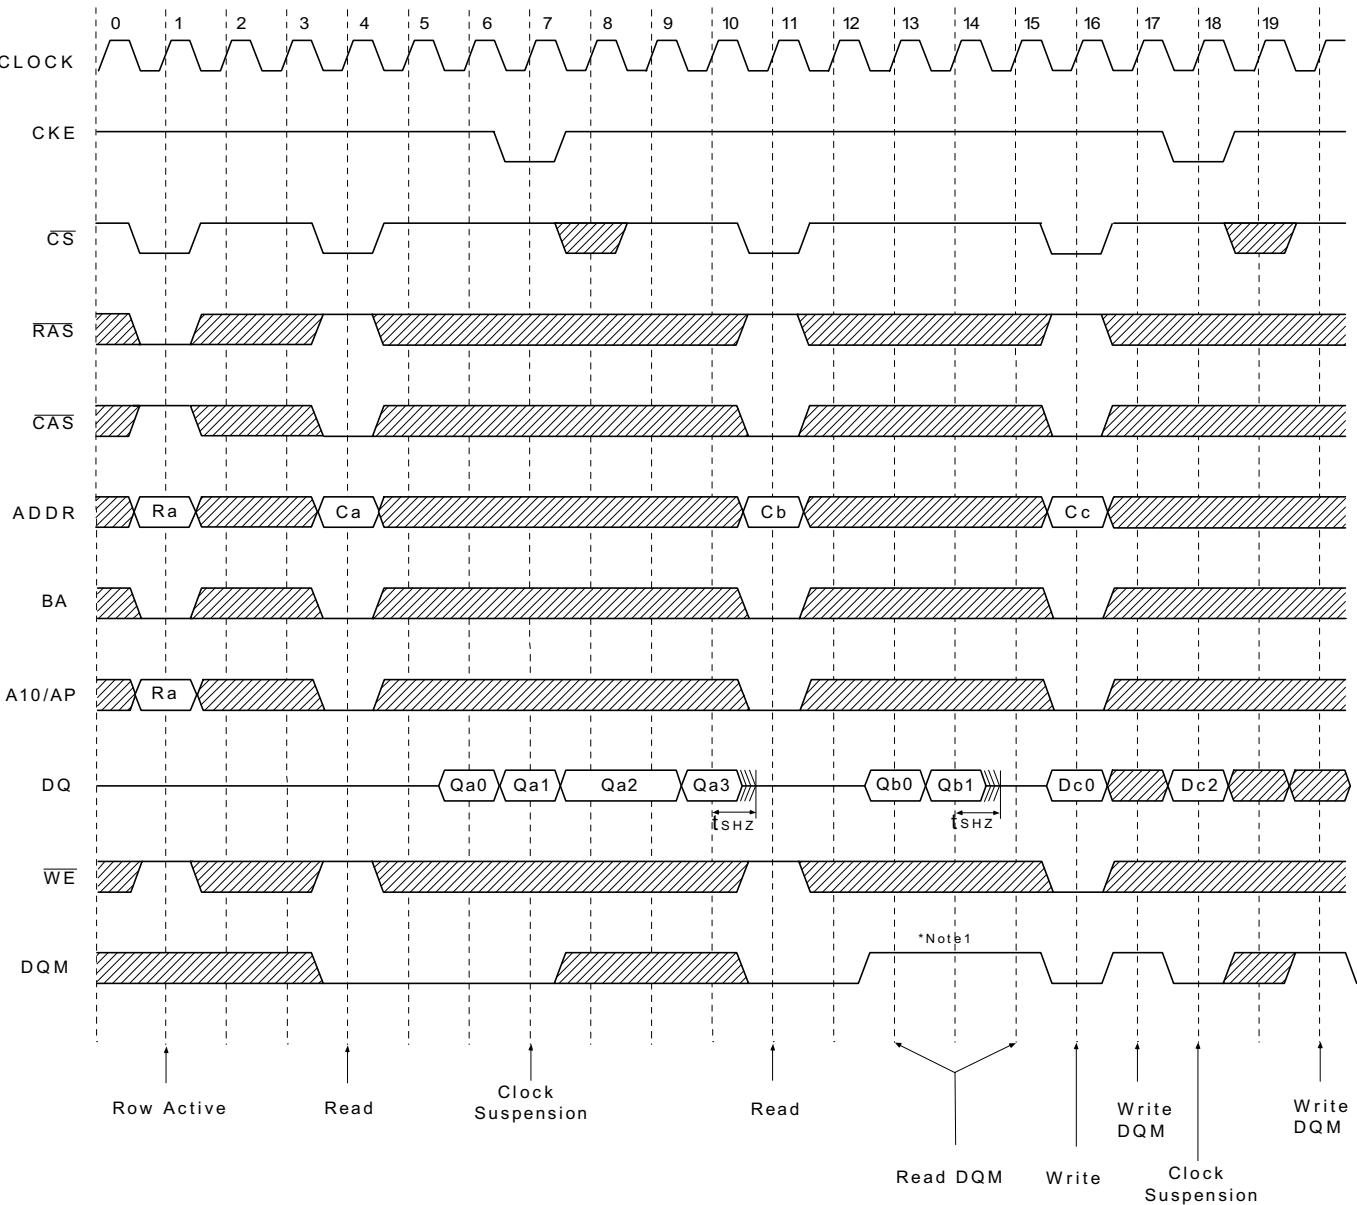 0 1 2 3 4 5 6 7 8 9 10 11 12 13 14 15 16 17 18 19
CLOCK
CKE
CS
RAS
CAS
ADDR Ra Ca Cb Cc
BA
A10/AP Ra
DQ Qa0 Qa1 Qa2 Qa3 Qb0 Qb1 Dc0 Dc2
tSHZ tSHZ
WE
*Note1
DQM
Row Active Read Clock Suspension Read Write DQM Write DQM
Read DQM Write Clock Suspension